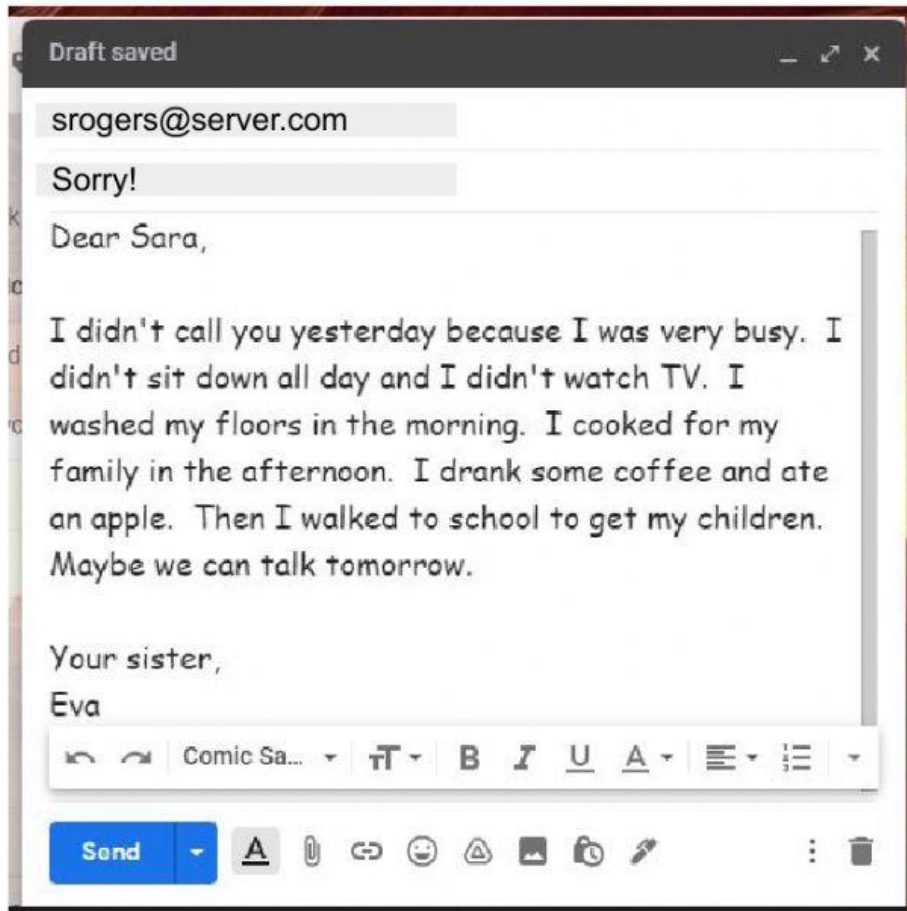 Draft saved
srogers@server.com
Sorry!
Dear Sara,
I didn't call you yesterday because I was very busy.  I
didn't sit down all day and I didn't watch TV.  I
washed my floors in the morning.  I cooked for my
family in the afternoon.  I drank some coffee and ate
an apple.  Then I walked to school to get my children.
Maybe we can talk tomorrow.
Your sister,
Eva
Comic Sa...
Send